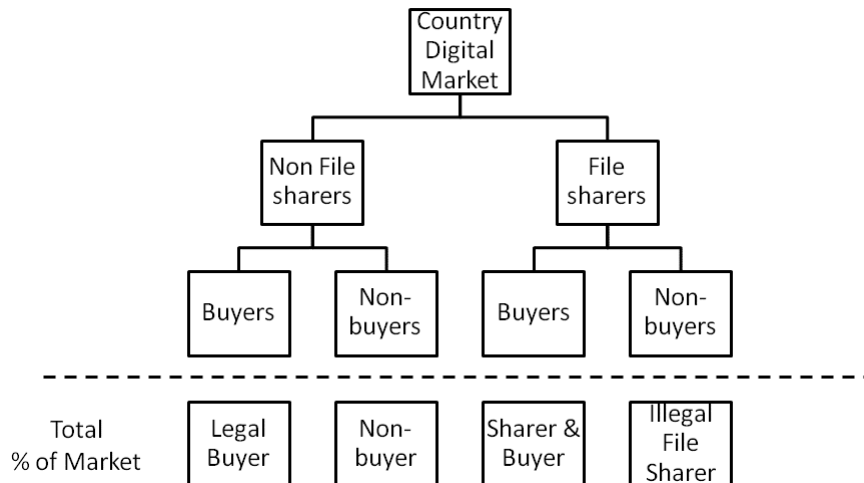 Country
Digital
Market
Non File
sharers
File
sharers
Buyers
Non-
buyers
Buyers
Non-
buyers
Total
% of Market
Legal
Buyer
Non-
buyer
Sharer &
Buyer
Illegal
File
Sharer